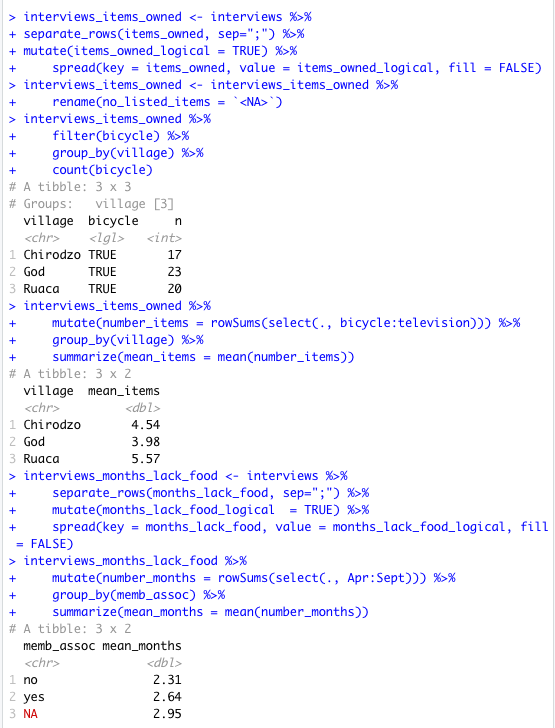 > interviews_items_owned <- interviews %>%
+ separate_rows(items_owned, sep=";") %>%
+ mutate(items_owned_logical = TRUE) %>%
+     spread(key = items_owned, value = items_owned_logical, fill = FALSE)
> interviews_items_owned <- interviews_items_owned %>%
+     rename(no_listed_items = `<NA>`)
> interviews_items_owned %>%
+     filter(bicycle) %>%
+     group_by(village) %>%
+     count(bicycle)
# A tibble: 3 x 3
# Groups:   village [3]
  village  bicycle     n
  <chr>    <lgl>   <int>
1 Chirodzo TRUE       17
2 God      TRUE       23
3 Ruaca    TRUE       20
> interviews_items_owned %>%
+     mutate(number_items = rowSums(select(., bicycle:television))) %>%
+     group_by(village) %>%
+     summarize(mean_items = mean(number_items))
# A tibble: 3 x 2
  village  mean_items
  <chr>         <dbl>
1 Chirodzo       4.54
2 God            3.98
3 Ruaca          5.57
> interviews_months_lack_food <- interviews %>%
+     separate_rows(months_lack_food, sep=";") %>%
+     mutate(months_lack_food_logical  = TRUE) %>%
+     spread(key = months_lack_food, value = months_lack_food_logical, fill
 = FALSE)
> interviews_months_lack_food %>%
+     mutate(number_months = rowSums(select(., Apr:Sept))) %>%
+     group_by(memb_assoc) %>%
+     summarize(mean_months = mean(number_months))
# A tibble: 3 x 2
  memb_assoc mean_months
  <chr>            <dbl>
1 no                2.31
2 yes               2.64
3 NA                2.95